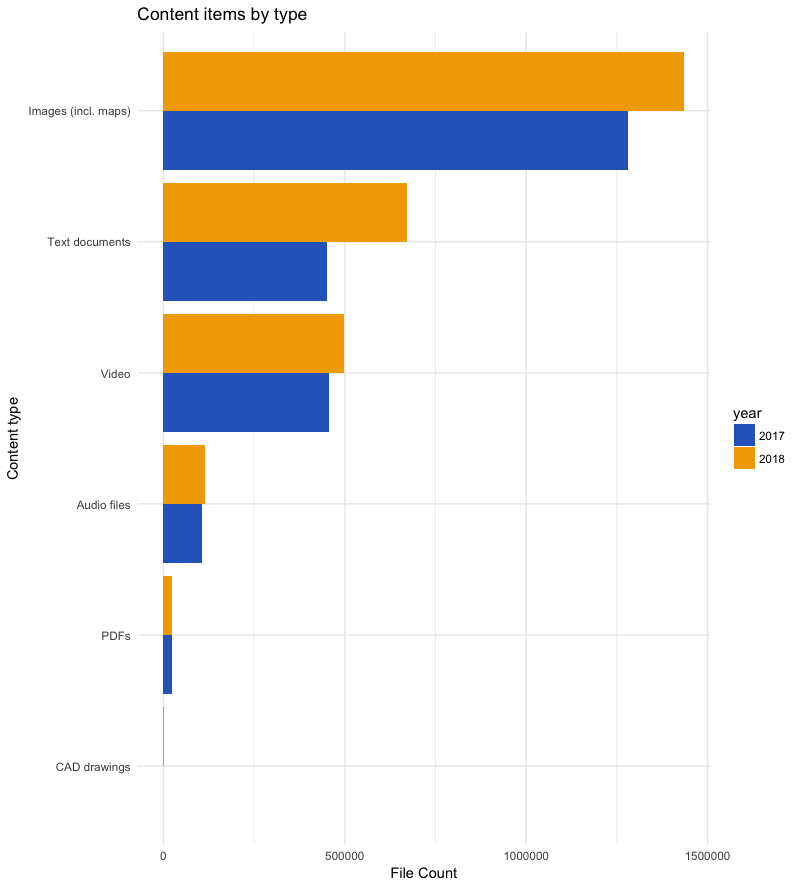 Content items by type
Images (incl. maps)
Text documents
Video
Audio files
PDFs
CAD drawings
Content type
0
500000
1000000
1500000
File Count
year
2017
2018